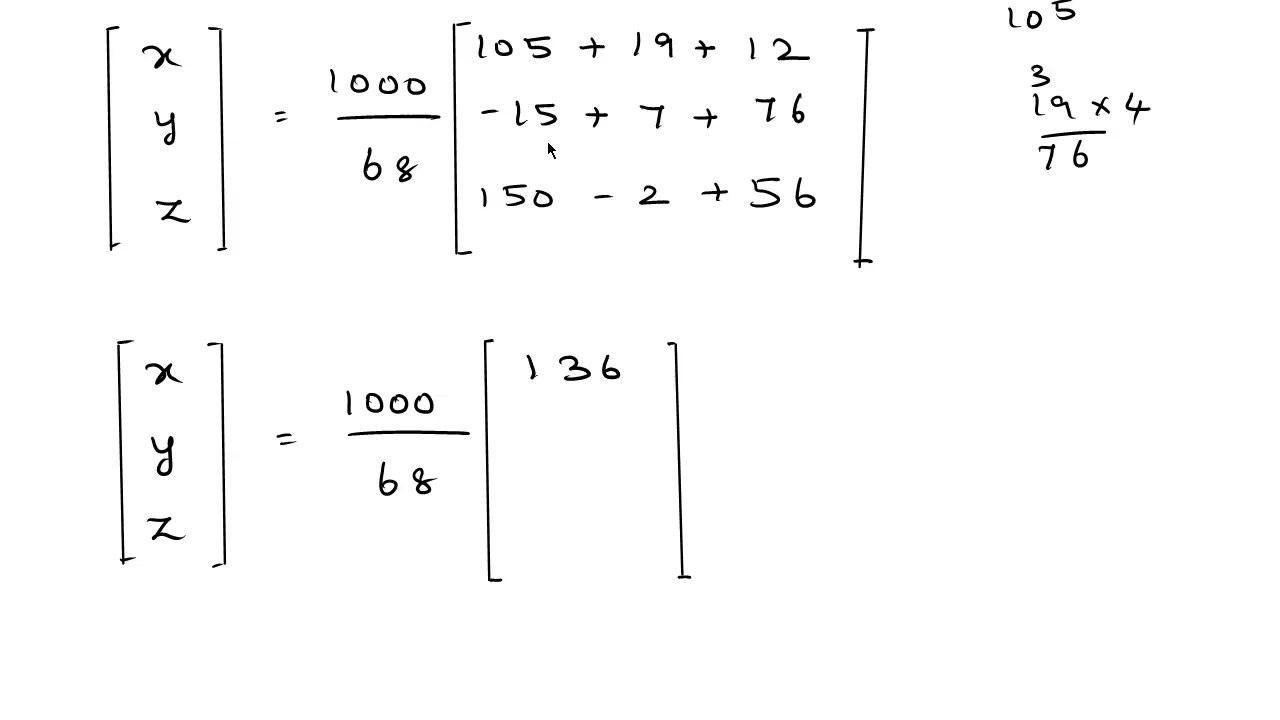 105
x 105 + 19 + 12
3
1000
y = -15 + 7 + 76
19 × 4
68
76
z 150 - 2 + 56
x 136
1000
y =
68
z